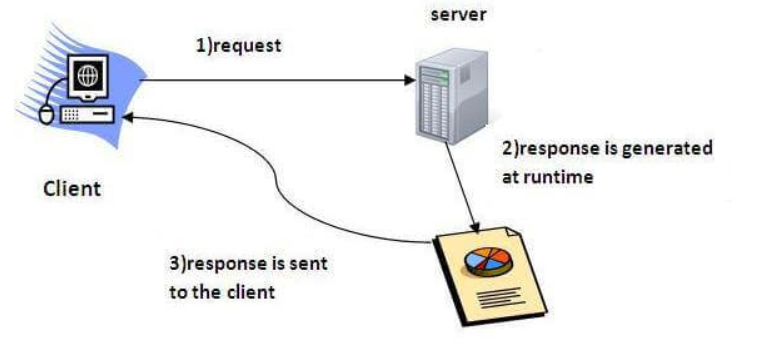 server
1)request
2)response is generated
at runtime
Client
3)response is sent
to the client